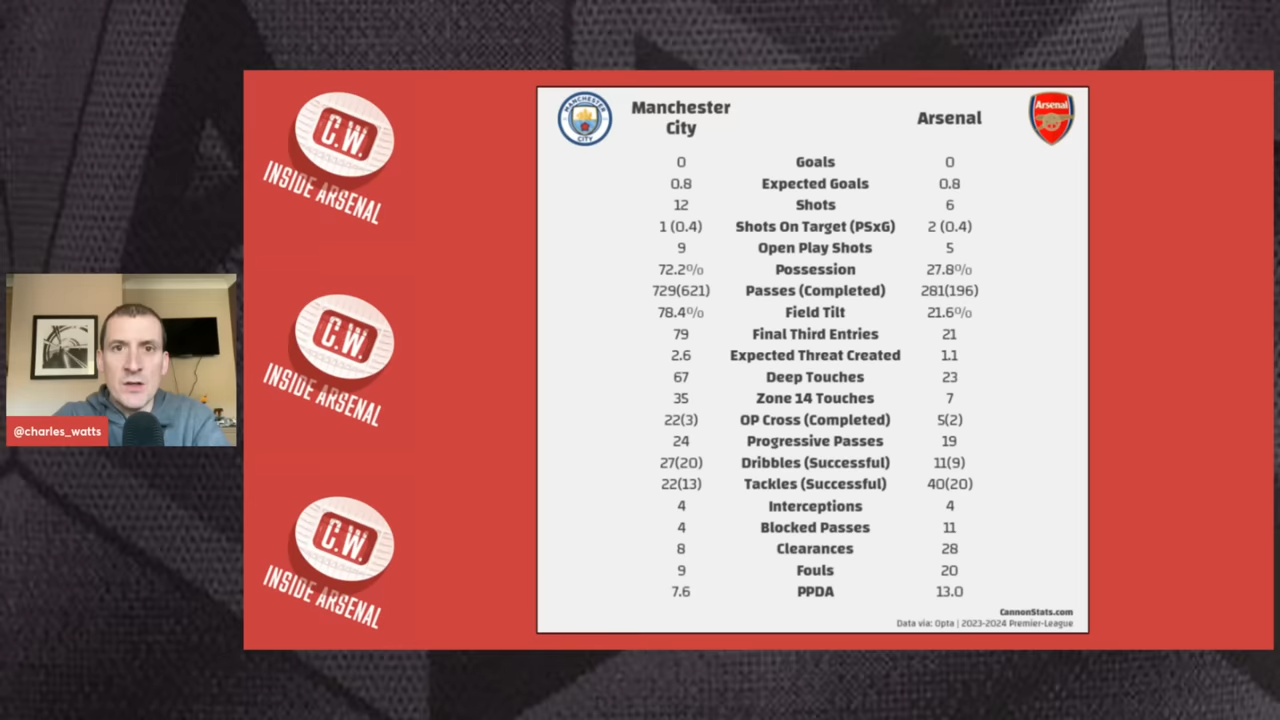 C.W.
INSIDE ARSENAL
C.W.
INSIDE ARSENAL
C.W.
INSIDE ARSENAL
@charles_watts
MANCHESTER
CITY
Manchester
City
Arsenal
Arsenal
0 Goals 0
0.8 Expected Goals 0.8
12 Shots 6
1 (0.4) Shots On Target (PSxG) 2 (0.4)
9 Open Play Shots 5
72.2% Possession 27.8%
729(621) Passes (Completed) 281(196)
78.4% Field Tilt 21.6%
79 Final Third Entries 21
2.6 Expected Threat Created 1.1
67 Deep Touches 23
35 Zone 14 Touches 7
22(3) OP Cross (Completed) 5(2)
24 Progressive Passes 19
27(20) Dribbles (Successful) 11(9)
22(13) Tackles (Successful) 40(20)
4 Interceptions 4
4 Blocked Passes 11
8 Clearances 28
9 Fouls 20
7.6 PPDA 13.0
CannonStats.com
Data via: Opta | 2023-2024 Premier-League